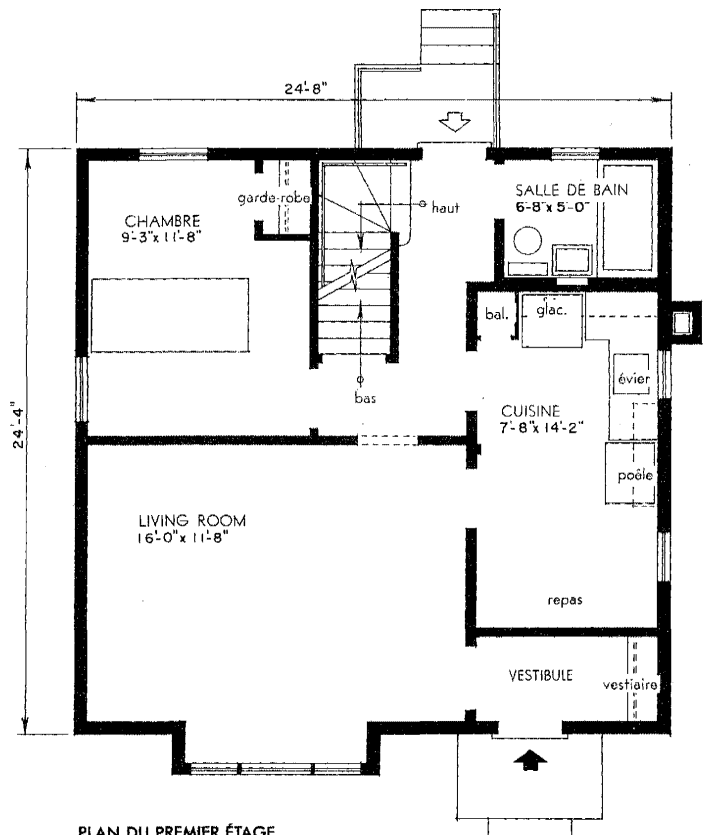 24'-8"
garde-robe
CHAMBRE
9'-3" x 11'-8"
haut
SALLE DE BAIN
6'-8" x 5'-0"
bal.
glac.
évier
bas
CUISINE
7'-8" x 14'-2"
24'-4"
poêle
LIVING ROOM
16'-0" x 11'-8"
repas
VESTIBULE
vestiaire
PLAN DU PREMIER ÉTAGE